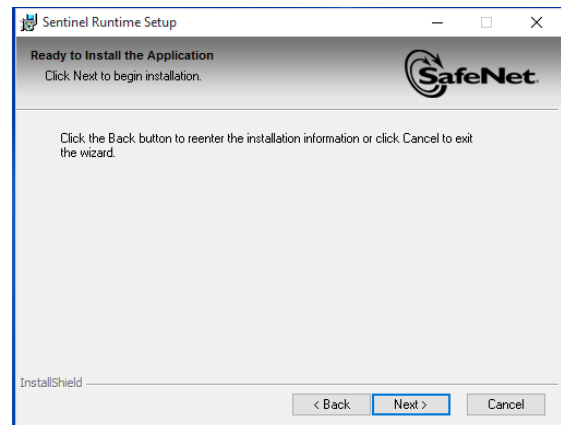 Sentinel Runtime Setup
Ready to Install the Application
Click Next to begin installation.
SafeNet.
Click the Back button to reenter the installation information or click Cancel to exit
the wizard.
InstallShield
< Back
Next >
Cancel